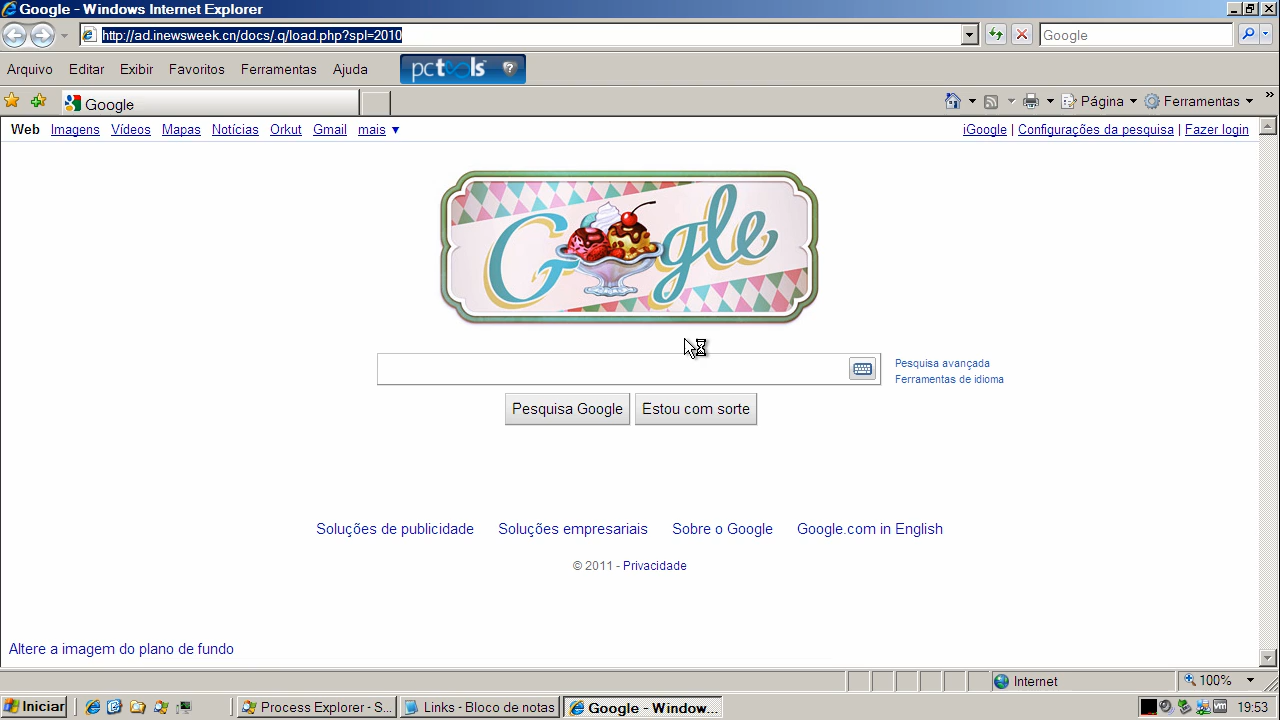 Google - Windows Internet Explorer
http://ad.inewsweek.cn/docs/.q/load.php?spl=2010
Google
Arquivo Editar Exibir Favoritos Ferramentas Ajuda pctools ?
Google
Página Ferramentas »
Web Imagens Vídeos Mapas Notícias Orkut Gmail mais ▼
iGoogle | Configurações da pesquisa | Fazer login
Google
Pesquisa avançada
Ferramentas de idioma
Pesquisa Google Estou com sorte
Soluções de publicidade Soluções empresariais Sobre o Google Google.com in English
© 2011 - Privacidade
Altere a imagem do plano de fundo
Internet 100%
Iniciar Process Explorer - S... Links - Bloco de notas Google - Window... 19:53